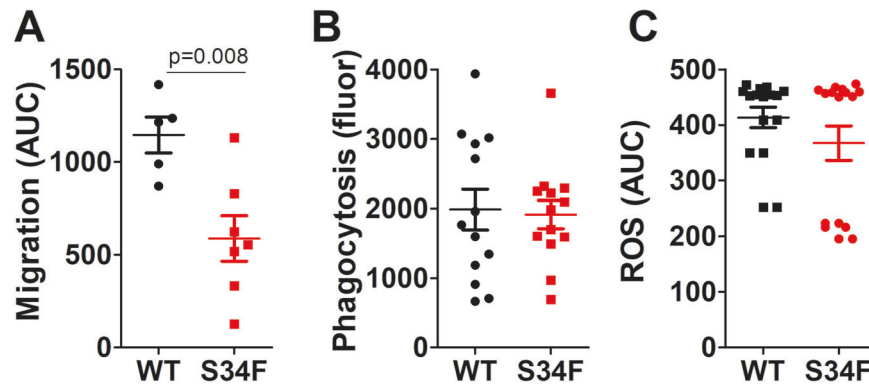 A
p=0.008
Migration (AUC)
1500
1000
500
0
WT S34F
B
Phagocytosis (fluor)
4000
3000
2000
1000
0
WT S34F
C
ROS (AUC)
500
400
300
200
100
0
WT S34F